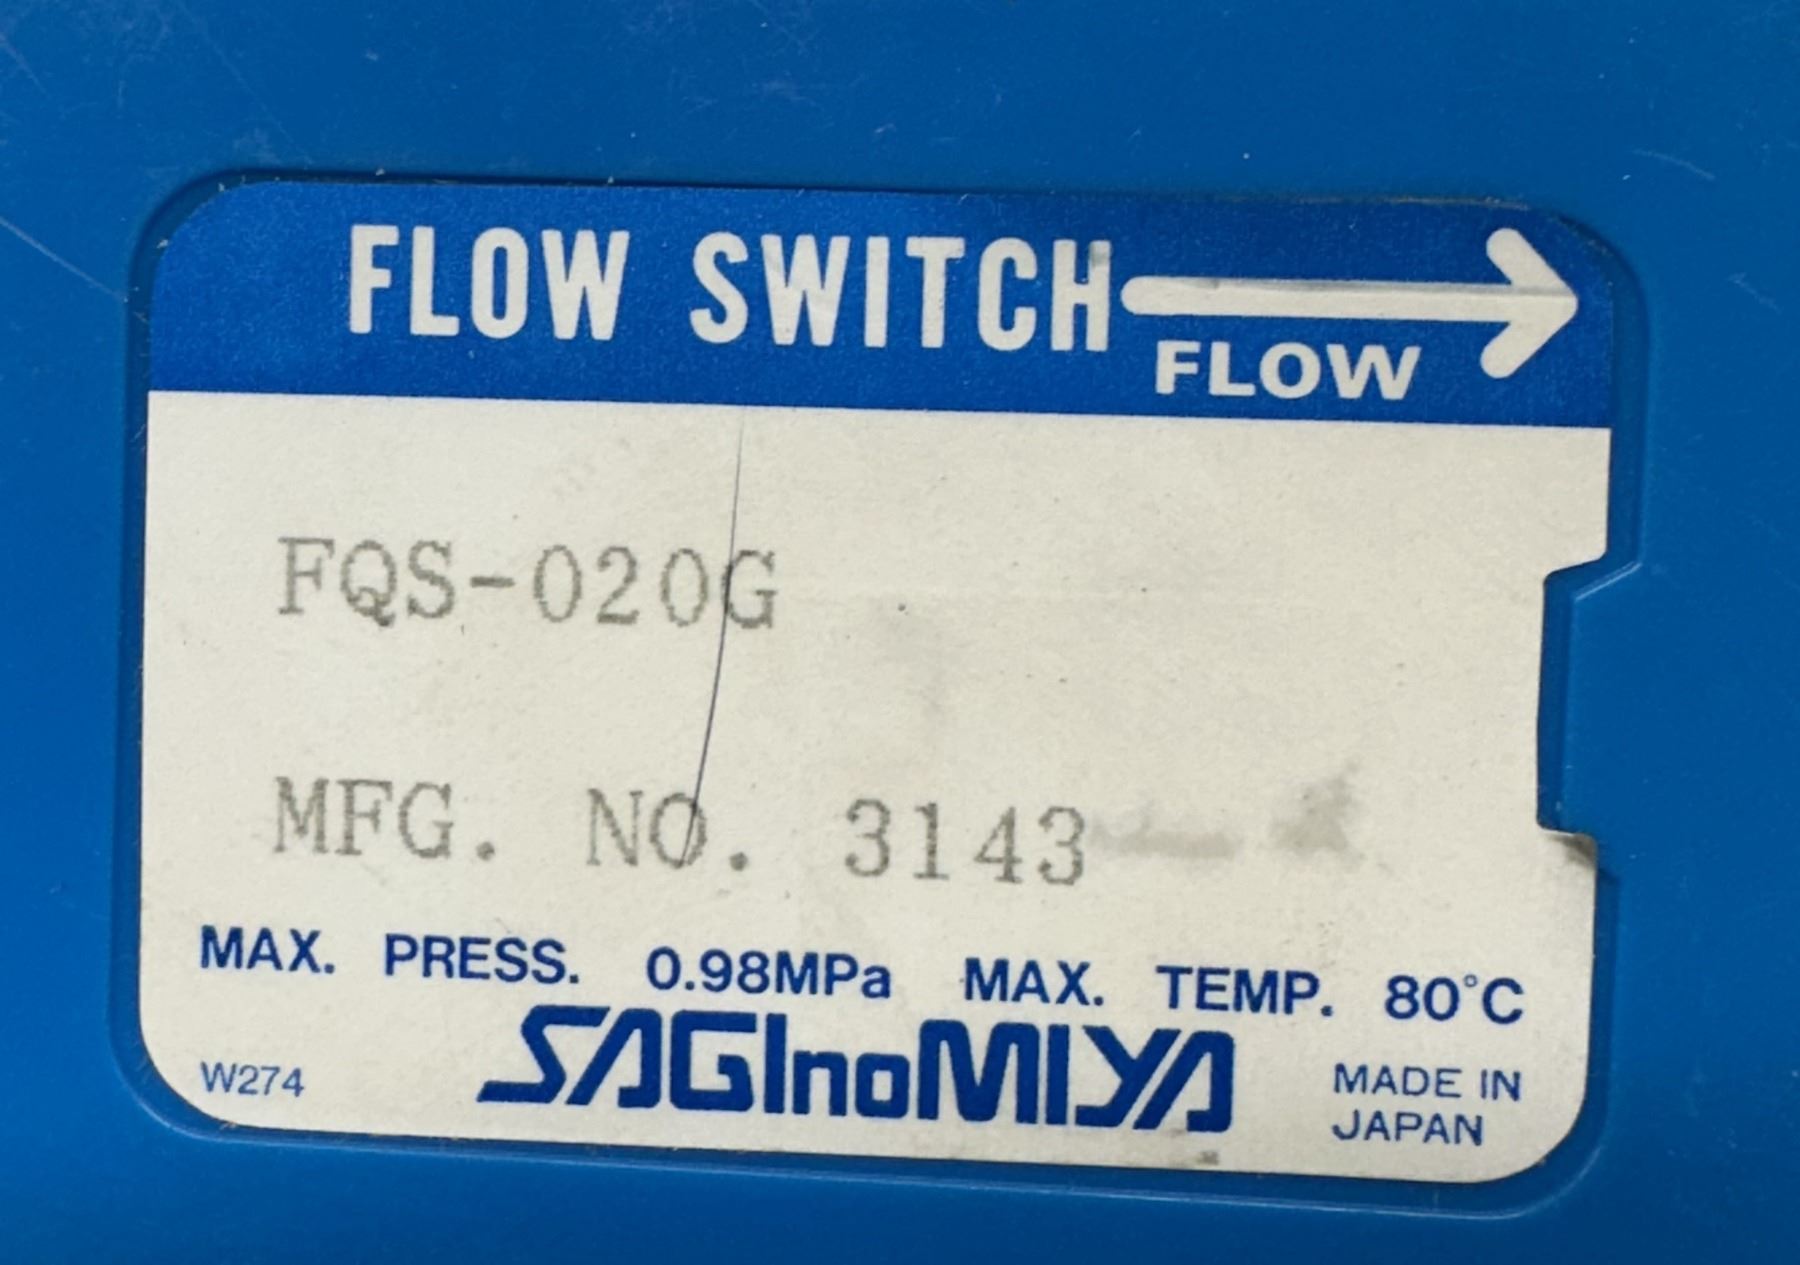 FLOW SWITCH
FLOW
FQS-020G
MFG. NO. 3143
MAX. PRESS. 0.98MPa MAX. TEMP. 80°C
W274
SAGInoMIYA
MADE IN
JAPAN